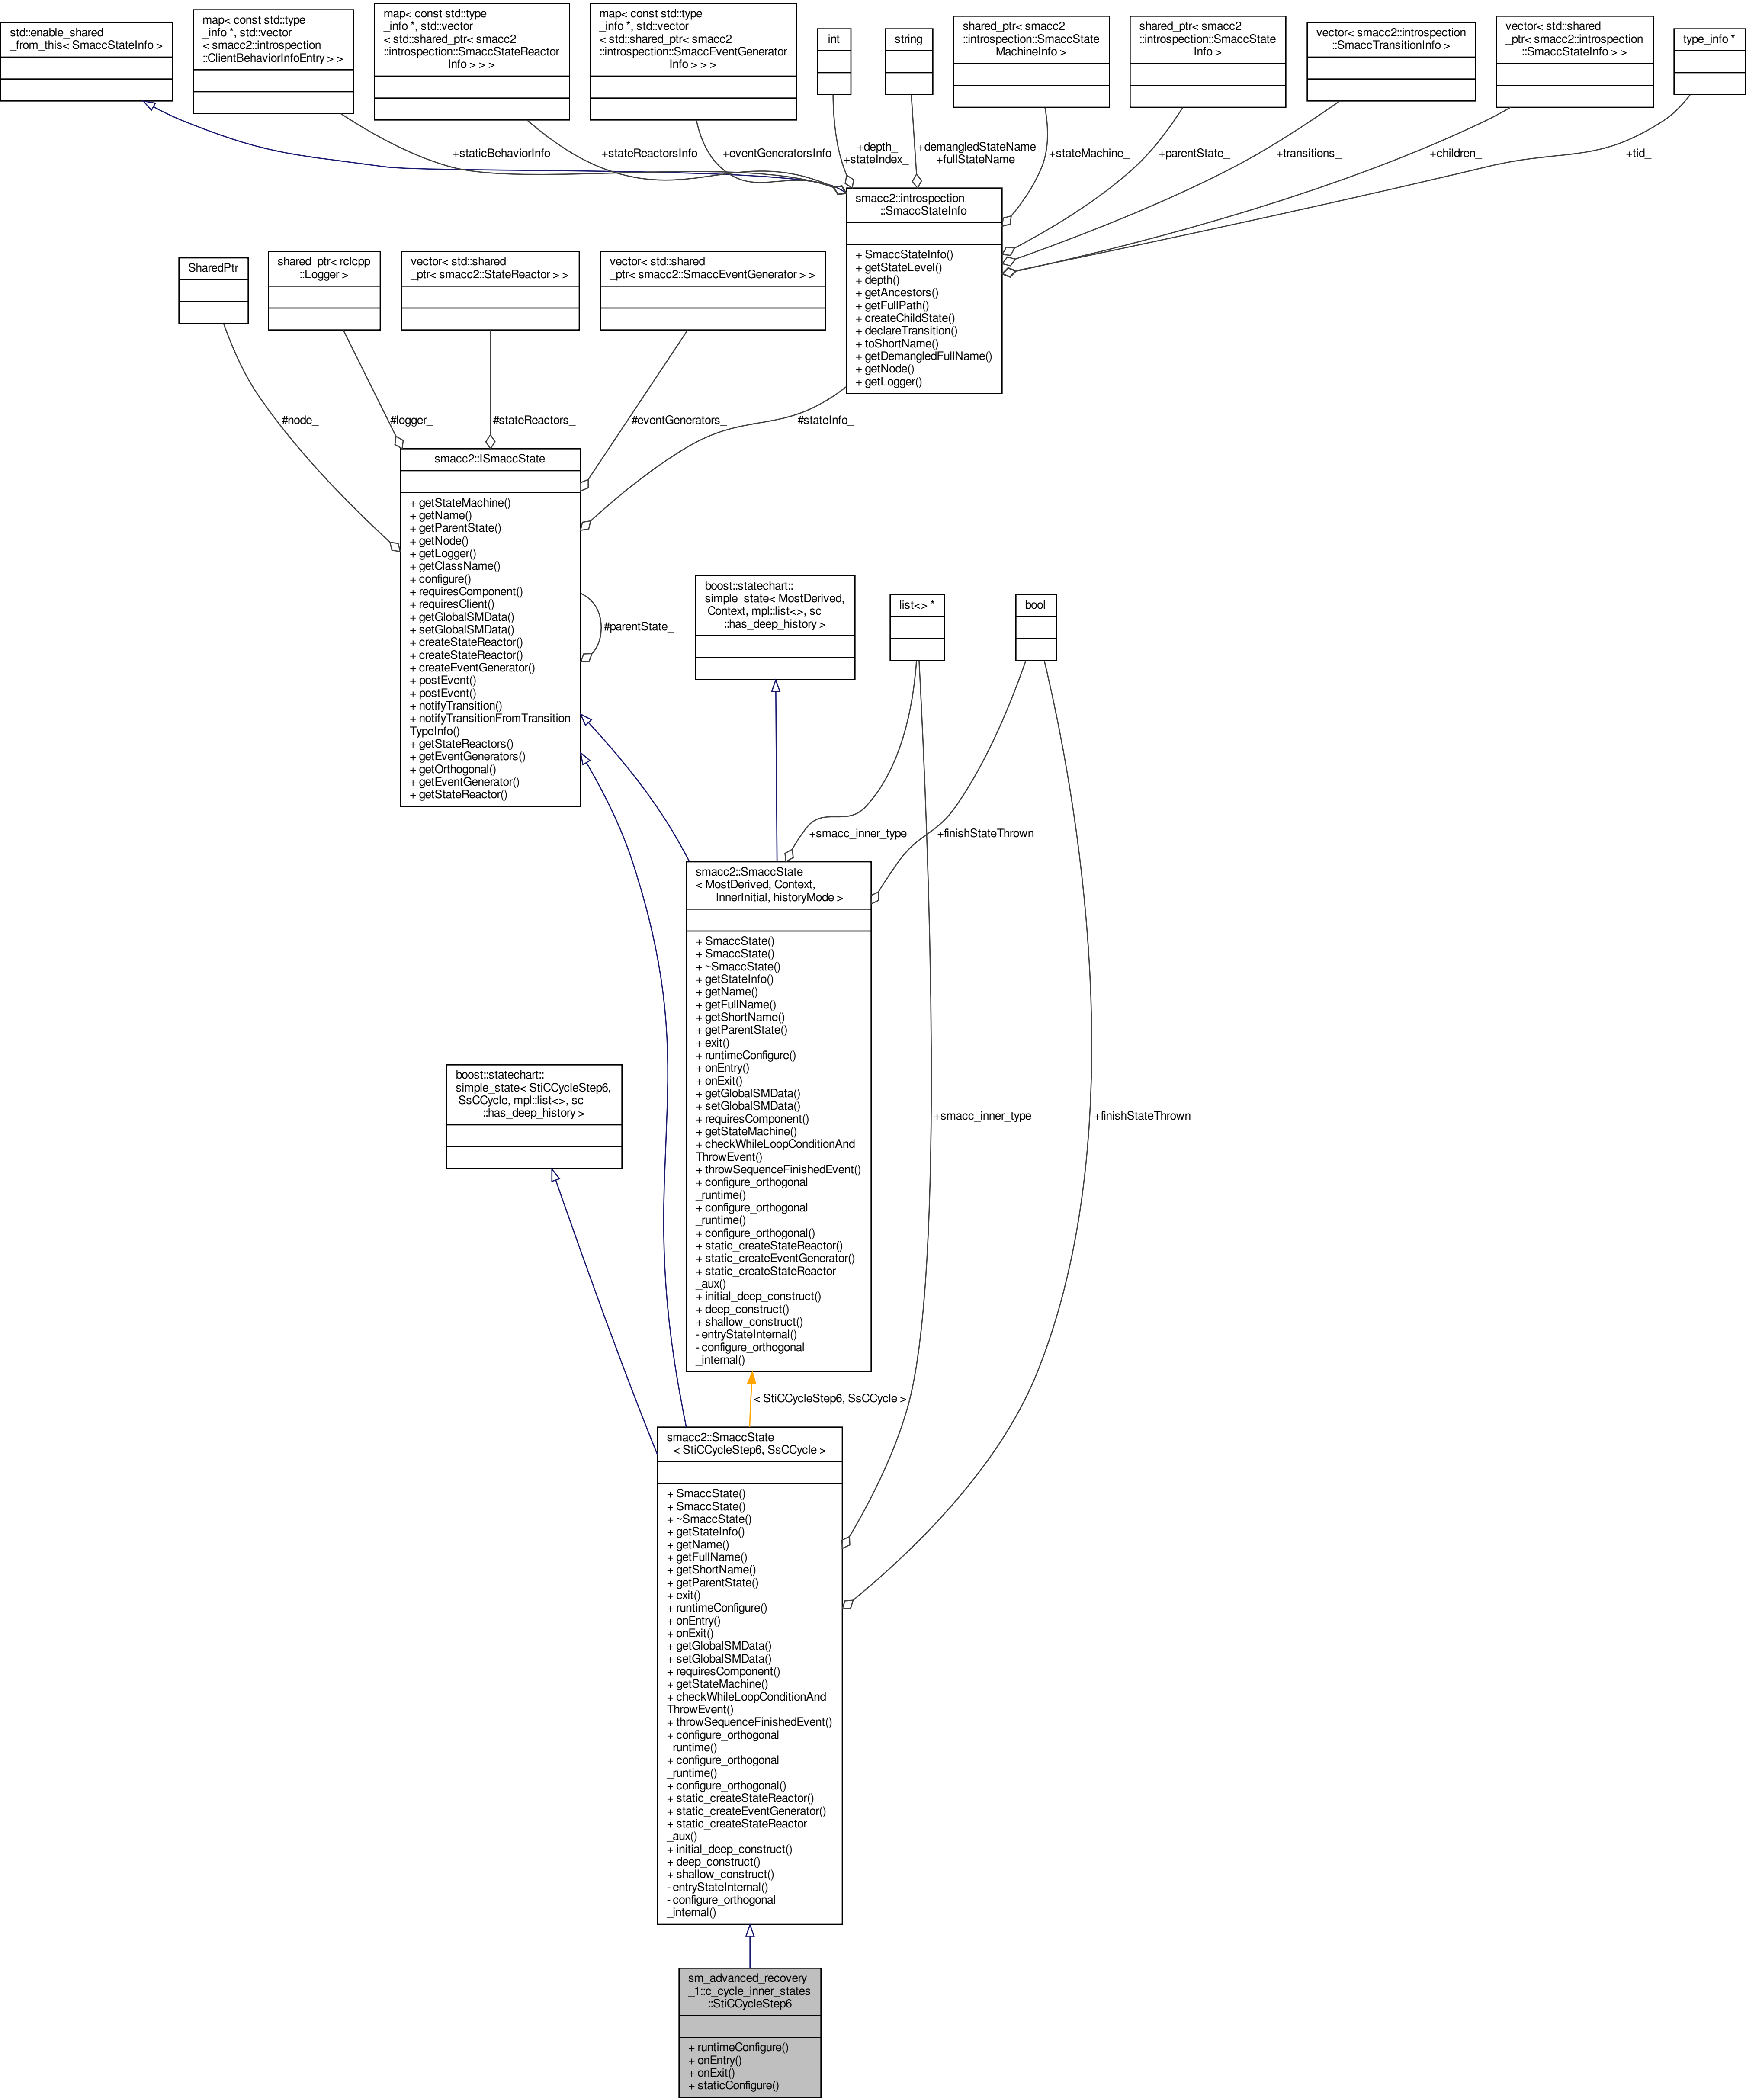 std::enable_shared
_from_this< SmaccStateInfo >
map< const std::type
_info *, std::vector
< smacc2::introspection
::ClientBehaviorInfoEntry > >
map< const std::type
_info *, std::vector
< std::shared_ptr< smacc2
::introspection::SmaccStateReactor
Info > > >
map< const std::type
_info *, std::vector
< std::shared_ptr< smacc2
::introspection::SmaccEventGenerator
Info > > >
int
string
shared_ptr< smacc2
::introspection::SmaccState
MachineInfo >
shared_ptr< smacc2
::introspection::SmaccState
Info >
vector< smacc2::introspection
::SmaccTransitionInfo >
vector< std::shared
_ptr< smacc2::introspection
::SmaccStateInfo > >
type_info *
+staticBehaviorInfo
+stateReactorsInfo
+eventGeneratorsInfo
+depth_
+stateIndex_
+demangledStateName
+fullStateName
+stateMachine_
+parentState_
+transitions_
+children_
+tid_
smacc2::introspection
::SmaccStateInfo
+ SmaccStateInfo()
+ getStateLevel()
+ depth()
+ getAncestors()
+ getFullPath()
+ createChildState()
+ declareTransition()
+ toShortName()
+ getDemangledFullName()
+ getNode()
+ getLogger()
SharedPtr
shared_ptr< rclcpp
::Logger >
vector< std::shared
_ptr< smacc2::StateReactor > >
vector< std::shared
_ptr< smacc2::SmaccEventGenerator > >
#node_
#logger_
#stateReactors_
#eventGenerators_
#stateInfo_
smacc2::ISmaccState
+ getStateMachine()
+ getName()
+ getParentState()
+ getNode()
+ getLogger()
+ getClassName()
+ configure()
+ requiresComponent()
+ requiresClient()
+ getGlobalSMData()
+ setGlobalSMData()
+ createStateReactor()
+ createStateReactor()
+ createEventGenerator()
+ postEvent()
+ postEvent()
+ notifyTransition()
+ notifyTransitionFromTransition
TypeInfo()
+ getStateReactors()
+ getEventGenerators()
+ getOrthogonal()
+ getEventGenerator()
+ getStateReactor()
#parentState_
boost::statechart::
simple_state< MostDerived,
Context, mpl::list<>, sc
::has_deep_history >
list<> *
bool
+smacc_inner_type
+finishStateThrown
smacc2::SmaccState
< MostDerived, Context,
InnerInitial, historyMode >
+ SmaccState()
+ SmaccState()
+ ~SmaccState()
+ getStateInfo()
+ getName()
+ getFullName()
+ getShortName()
+ getParentState()
+ exit()
+ runtimeConfigure()
+ onEntry()
+ onExit()
+ getGlobalSMData()
+ setGlobalSMData()
+ requiresComponent()
+ getStateMachine()
+ checkWhileLoopConditionAnd
ThrowEvent()
+ throwSequenceFinishedEvent()
+ configure_orthogonal
_runtime()
+ configure_orthogonal
_runtime()
+ configure_orthogonal()
+ static_createStateReactor()
+ static_createEventGenerator()
+ static_createStateReactor
_aux()
+ initial_deep_construct()
+ deep_construct()
+ shallow_construct()
- entryStateInternal()
- configure_orthogonal
_internal()
boost::statechart::
simple_state< StiCCycleStep6,
SsCCycle, mpl::list<>, sc
::has_deep_history >
+smacc_inner_type
+finishStateThrown
< StiCCycleStep6, SsCCycle >
smacc2::SmaccState
< StiCCycleStep6, SsCCycle >
+ SmaccState()
+ SmaccState()
+ ~SmaccState()
+ getStateInfo()
+ getName()
+ getFullName()
+ getShortName()
+ getParentState()
+ exit()
+ runtimeConfigure()
+ onEntry()
+ onExit()
+ getGlobalSMData()
+ setGlobalSMData()
+ requiresComponent()
+ getStateMachine()
+ checkWhileLoopConditionAnd
ThrowEvent()
+ throwSequenceFinishedEvent()
+ configure_orthogonal
_runtime()
+ configure_orthogonal
_runtime()
+ configure_orthogonal()
+ static_createStateReactor()
+ static_createEventGenerator()
+ static_createStateReactor
_aux()
+ initial_deep_construct()
+ deep_construct()
+ shallow_construct()
- entryStateInternal()
- configure_orthogonal
_internal()
sm_advanced_recovery
_1::c_cycle_inner_states
::StiCCycleStep6
+ runtimeConfigure()
+ onEntry()
+ onExit()
+ staticConfigure()